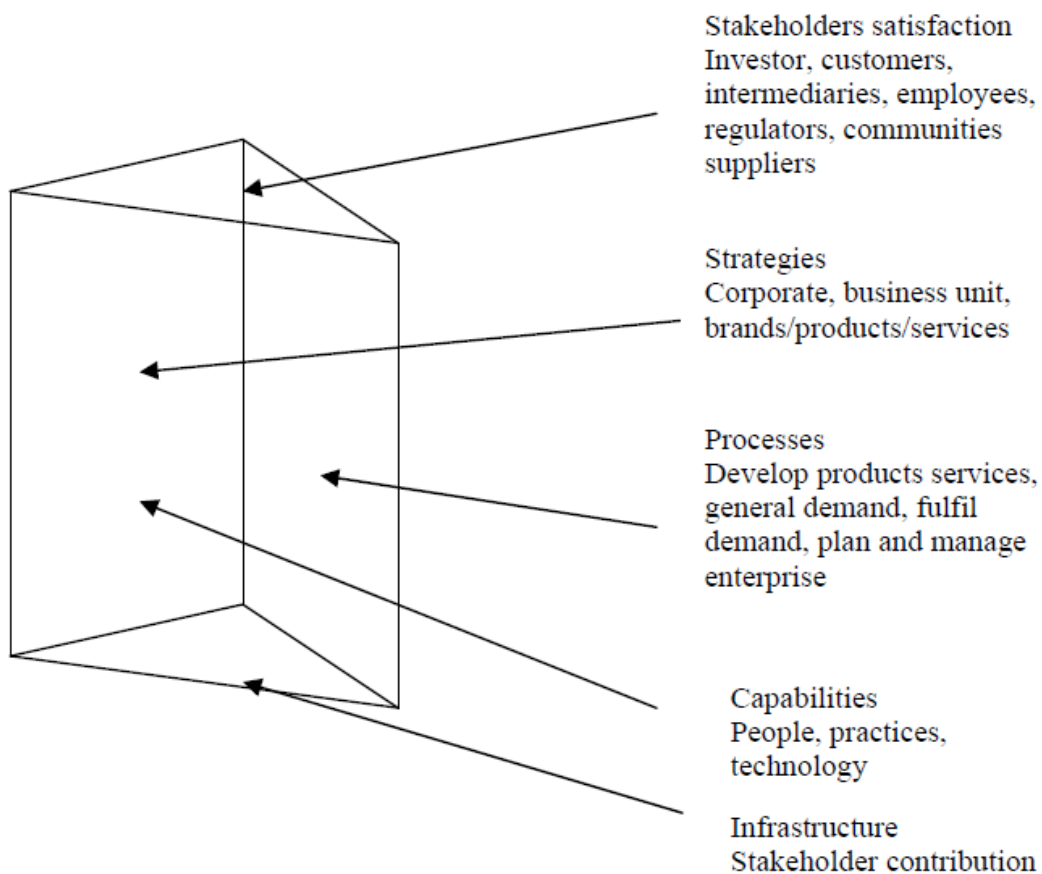 Stakeholders satisfaction
Investor, customers,
intermediaries, employees,
regulators, communities
suppliers
Strategies
Corporate, business unit,
brands/products/services
Processes
Develop products services,
general demand, fulfil
demand, plan and manage
enterprise
Capabilities
People, practices,
technology
Infrastructure
Stakeholder contribution